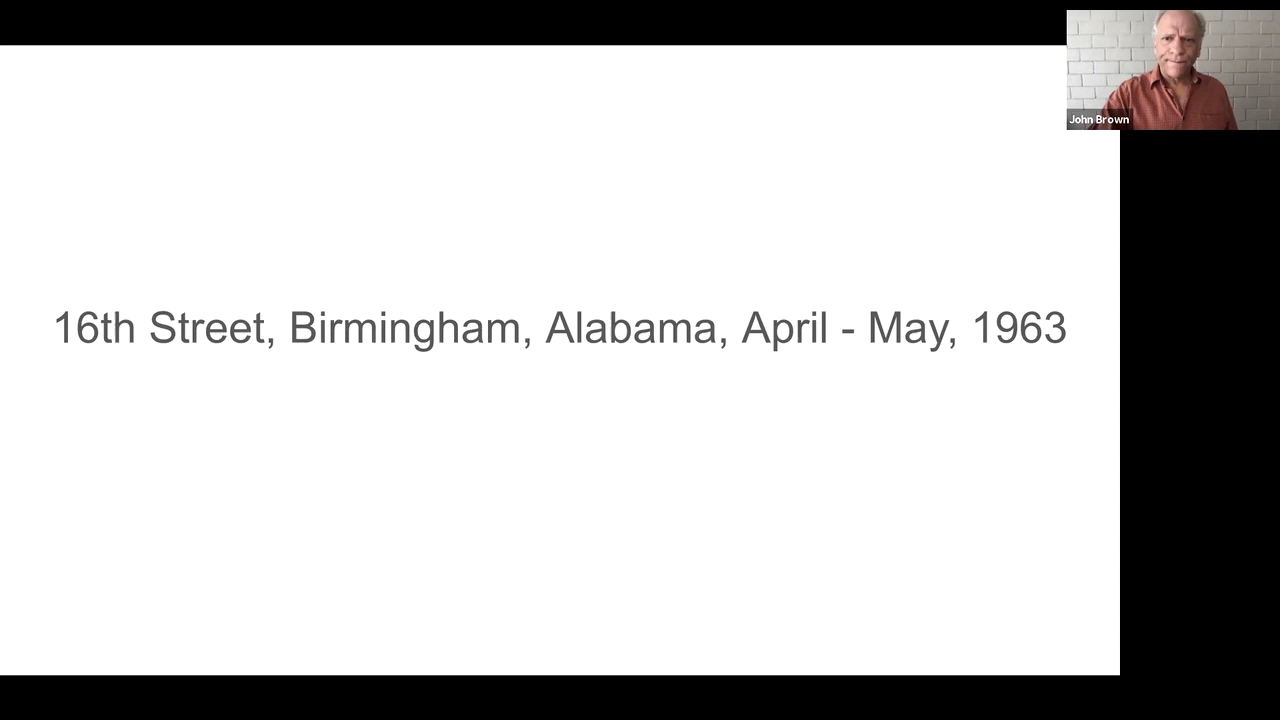 John Brown
16th Street, Birmingham, Alabama, April - May, 1963